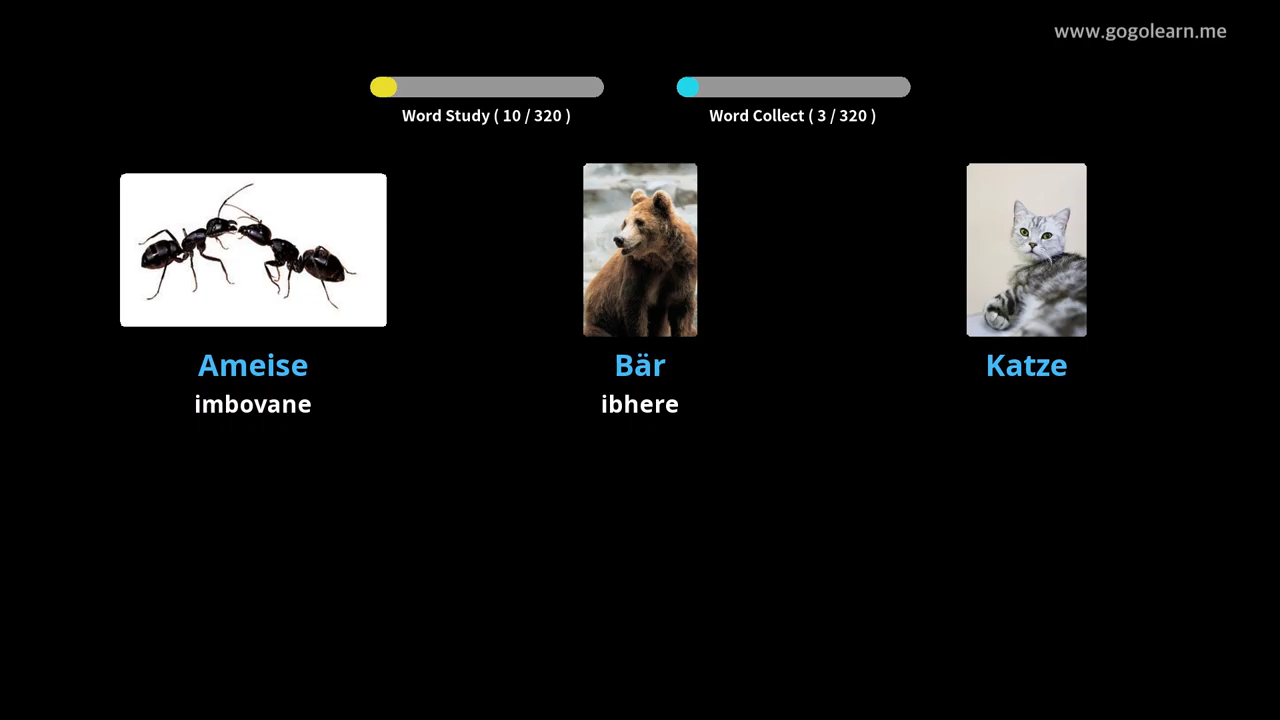 www.gogolearn.me
Word Study ( 10 / 320 )
Word Collect ( 3 / 320 )
Ameise
imbovane
Bär
ibhere
Katze